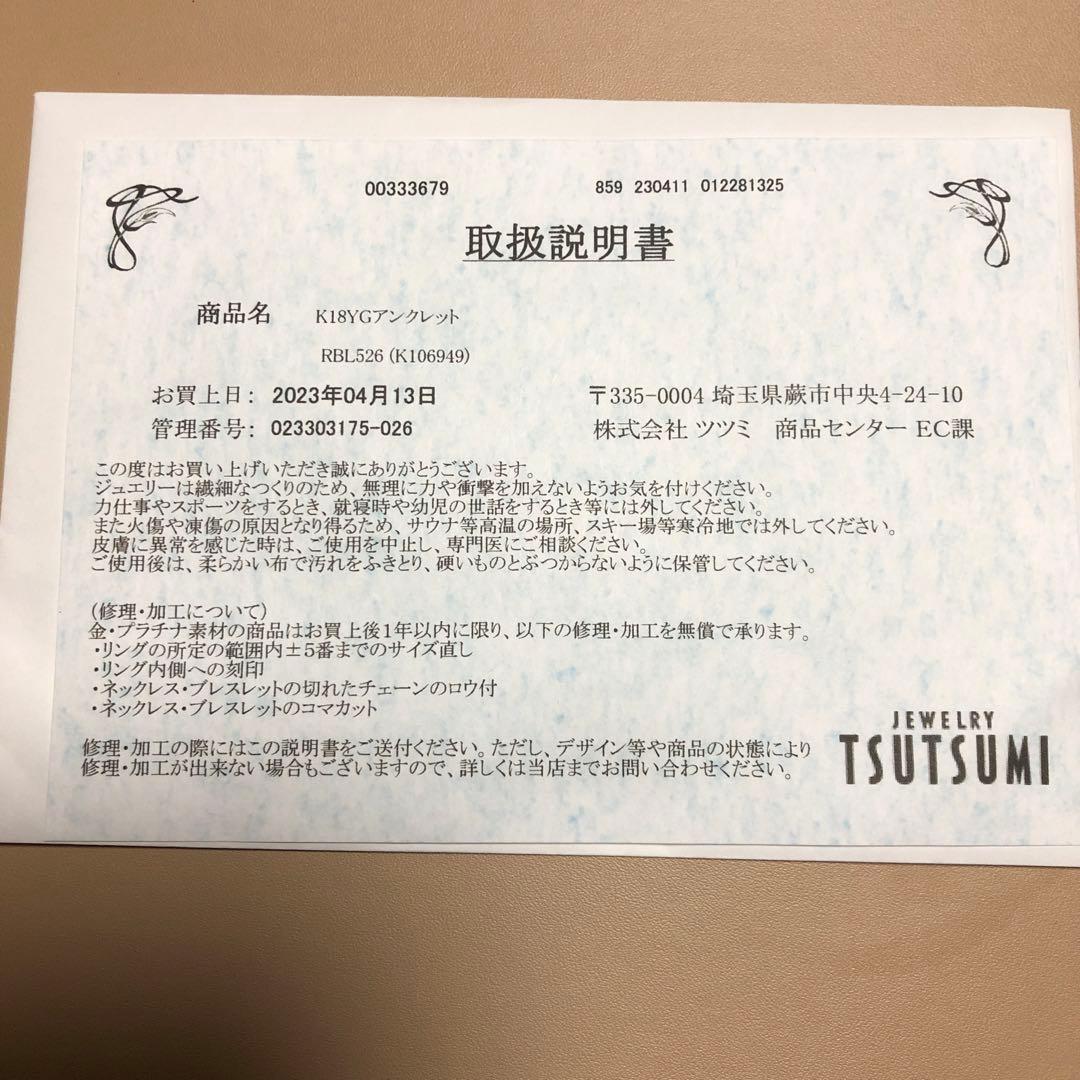 00333679 859 230411 012281325
取扱説明書
商品名 K18YGアンクレット
RBL526 (K106949)
お買上日: 2023年04月13日 〒335-0004 埼玉県蕨市中央4-24-10
管理番号: 023303175-026 株式会社 ツツミ 商品センター EC課
この度はお買い上げいただき誠にありがとうございます。
ジュエリーは繊細なつくりのため、無理に力や衝撃を加えないようお気を付けください。
力仕事やスポーツをするとき、就寝時や幼児の世話をするとき等には外してください。
また火傷や凍傷の原因となり得るため、サウナ等高温の場所、スキー場等寒冷地では外してください。
皮膚に異常を感じた時は、ご使用を中止し、専門医にご相談ください。
ご使用後は、柔らかい布で汚れをふきとり、硬いものとぶつからないように保管してください。
(修理・加工について)
金・プラチナ素材の商品はお買上後1年以内に限り、以下の修理・加工を無償で承ります。
・リングの所定の範囲内±5番までのサイズ直し
・リング内側への刻印
・ネックレス・ブレスレットの切れたチェーンのロウ付
・ネックレス・ブレスレットのコマカット
修理・加工の際にはこの説明書をご送付ください。ただし、デザイン等や商品の状態により
修理・加工が出来ない場合もございますので、詳しくは当店までお問い合わせください。
JEWELRY
TSUTSUMI